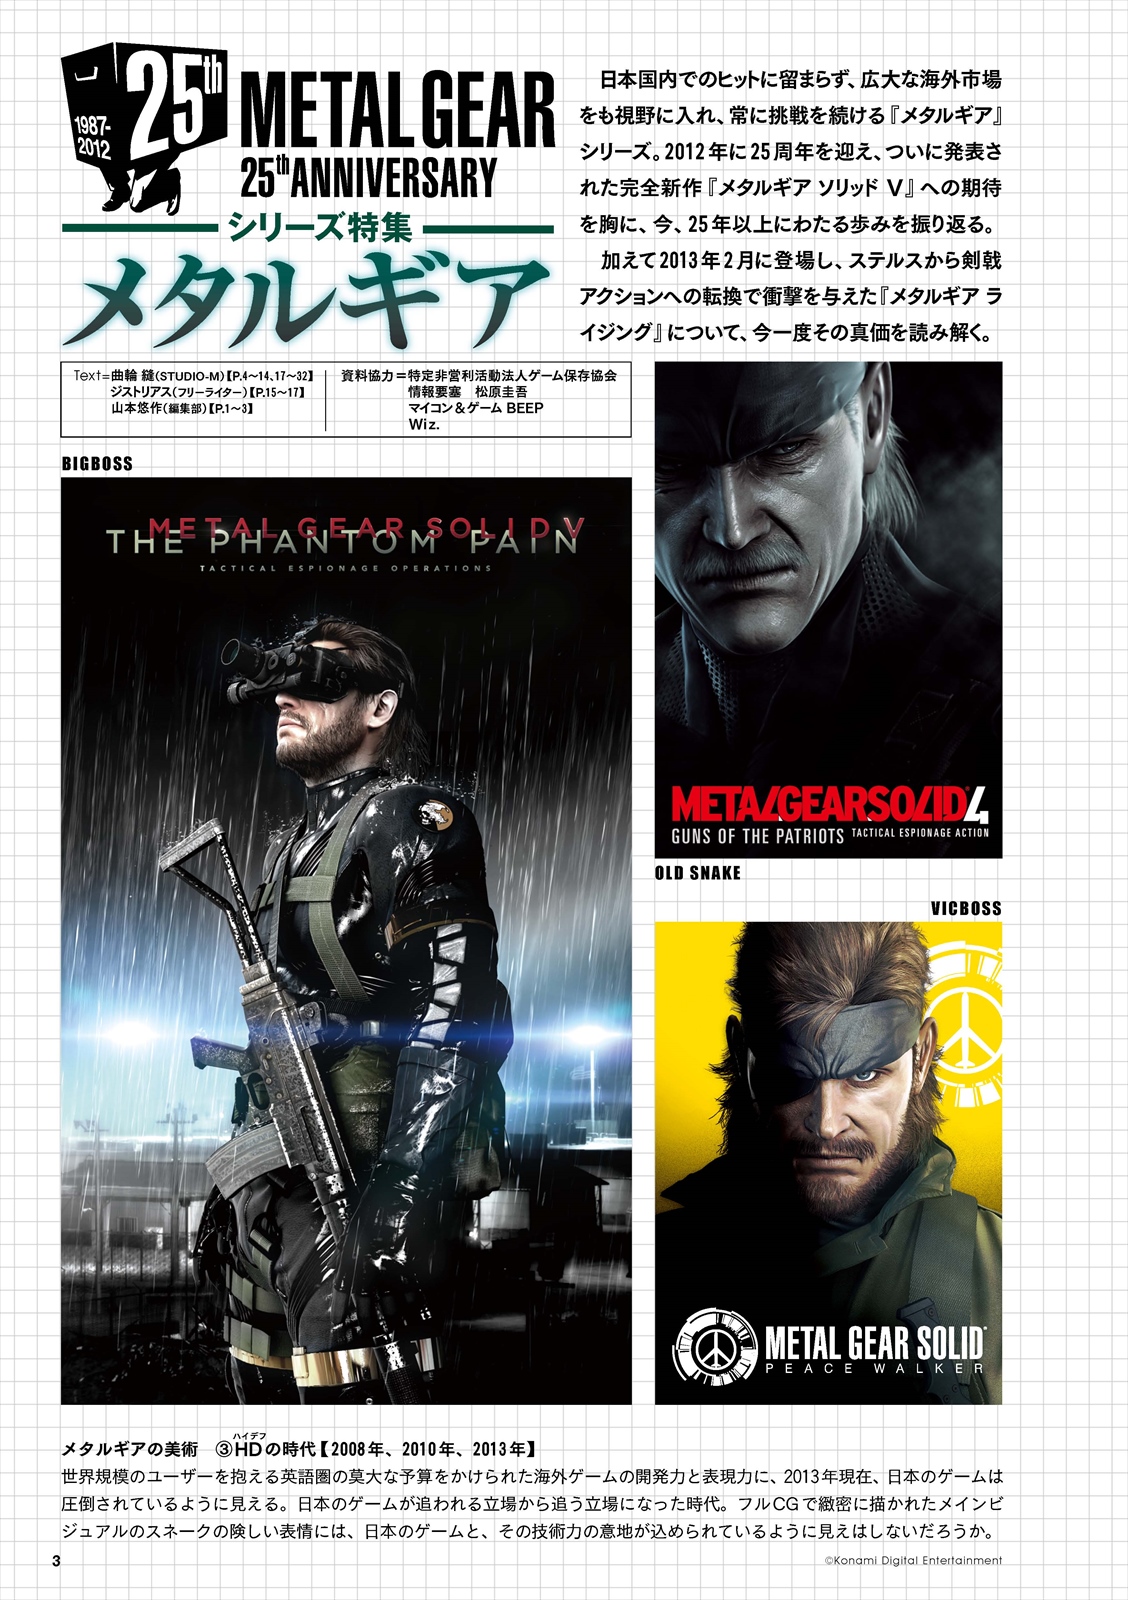 25th
1987-
2012
METAL GEAR
25thANNIVERSARY
シリーズ特集
メタルギア
日本国内でのヒットに留まらず、広大な海外市場
をも視野に入れ、常に挑戦を続ける『メタルギア』
シリーズ。2012年に25周年を迎え、ついに発表さ
れた完全新作『メタルギア ソリッド V』への期待
を胸に、今、25年以上にわたる歩みを振り返る。
加えて2013年2月に登場し、ステルスから剣戟
アクションへの転換で衝撃を与えた『メタルギア ラ
イジング』について、今一度その真価を読み解く。
Text=曲輪 縫(STUDIO-M)【P.4〜14、17〜32】
ジストリアス(フリーライター)【P.15〜17】
山本悠作(編集部)【P.1〜3】
資料協力=特定非営利活動法人ゲーム保存協会
情報要塞 松原圭吾
マイコン&ゲーム BEEP
Wiz.
BIGBOSS
METAL GEAR SOLID V
THE PHANTOM PAIN
TACTICAL ESPIONAGE OPERATIONS
METAL GEAR SOLID 4
GUNS OF THE PATRIOTS TACTICAL ESPIONAGE ACTION
OLD SNAKE
VICBOSS
METAL GEAR SOLID
PEACE WALKER
ハイデフ
メタルギアの美術 ③HDの時代【2008年、2010年、2013年】
世界規模のユーザーを抱える英語圏の莫大な予算をかけられた海外ゲームの開発力と表現力に、2013年現在、日本のゲームは
圧倒されているように見える。日本のゲームが追われる立場から追う立場になった時代。フルCGで緻密に描かれたメインビ
ジュアルのスネークの険しい表情には、日本のゲームと、その技術力の意地が込められているように見えはしないだろうか。
3
©Konami Digital Entertainment